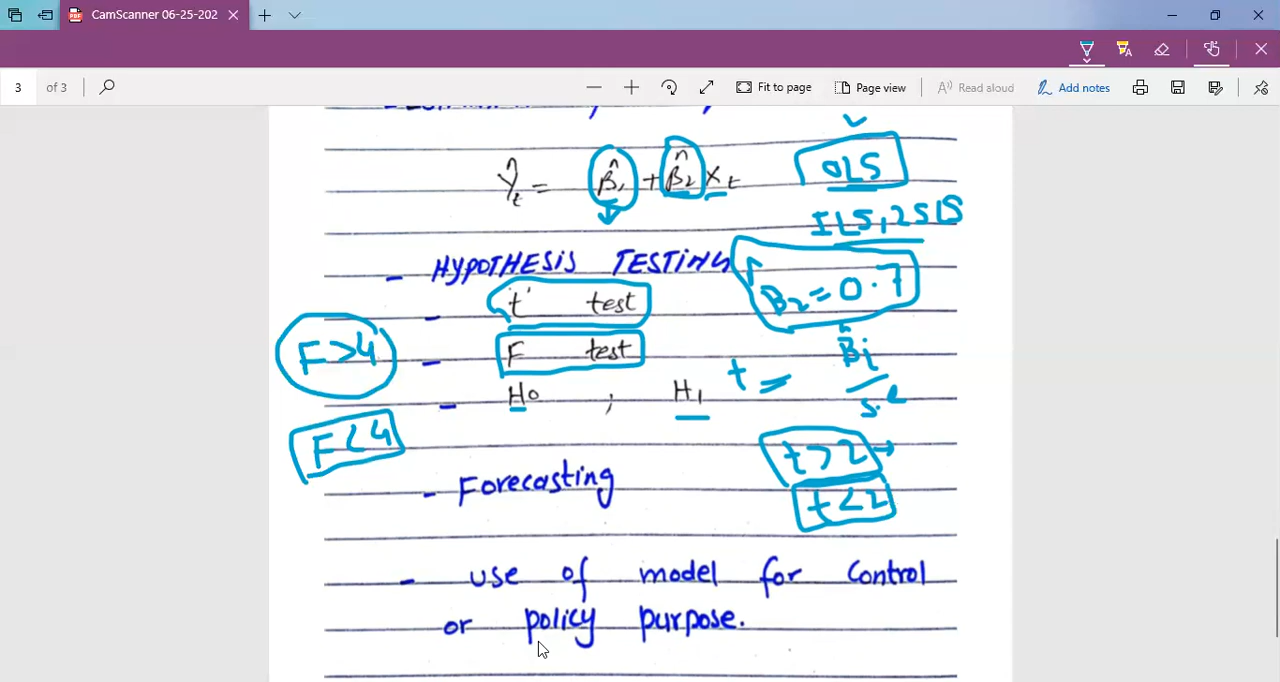 CamScanner 06-25-202
3 of 3 Fit to page Page view Read aloud Add notes
Ŷt = β̂1 + β̂2 Xt
OLS
ILS, 2SLS
- HYPOTHESIS TESTING
B2 = 0.7
- 't' test
F>4
- F test
t = B̂i / s.e
- H0 ; H1
F<4
t>2 →
- Forecasting
t<2
- use of model for control
or policy purpose.